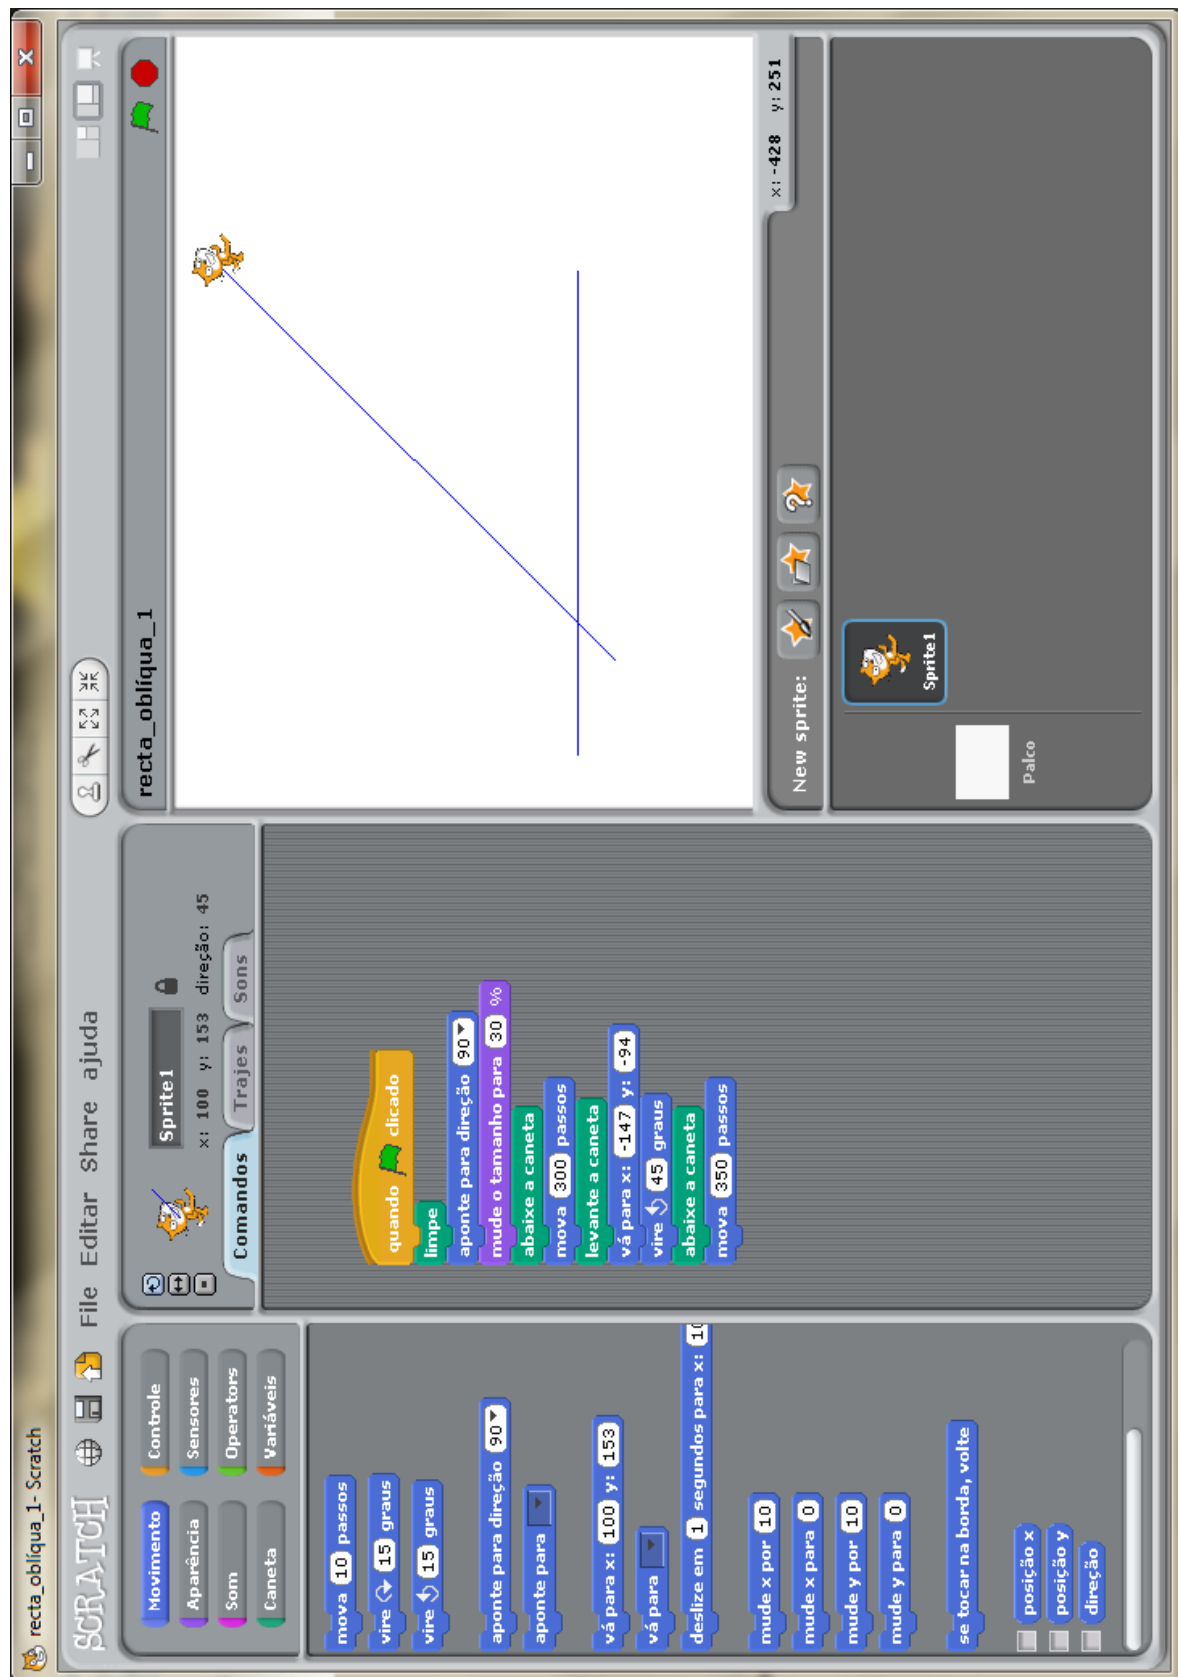 recta_oblíqua_1- Scratch
SCRATCH File Editar Share ajuda
Movimento Controle
Aparência Sensores
Som Operators
Caneta Variáveis
mova 10 passos
vire 15 graus
vire 15 graus
aponte para direção 90
aponte para
vá para x: 100 y: 153
vá para
deslize em 1 segundos para x: 10
mude x por 10
mude x para 0
mude y por 10
mude y para 0
se tocar na borda, volte
posição x
posição y
direção
Sprite1
x: 100 y: 153 direção: 45
Comandos Trajes Sons
quando clicado
limpe
aponte para direção 90
mude o tamanho para 30 %
abaixe a caneta
mova 300 passos
levante a caneta
vá para x: -147 y: -94
vire 45 graus
abaixe a caneta
mova 350 passos
recta_oblíqua_1
x: -428 y: 251
New sprite:
Sprite1
Palco